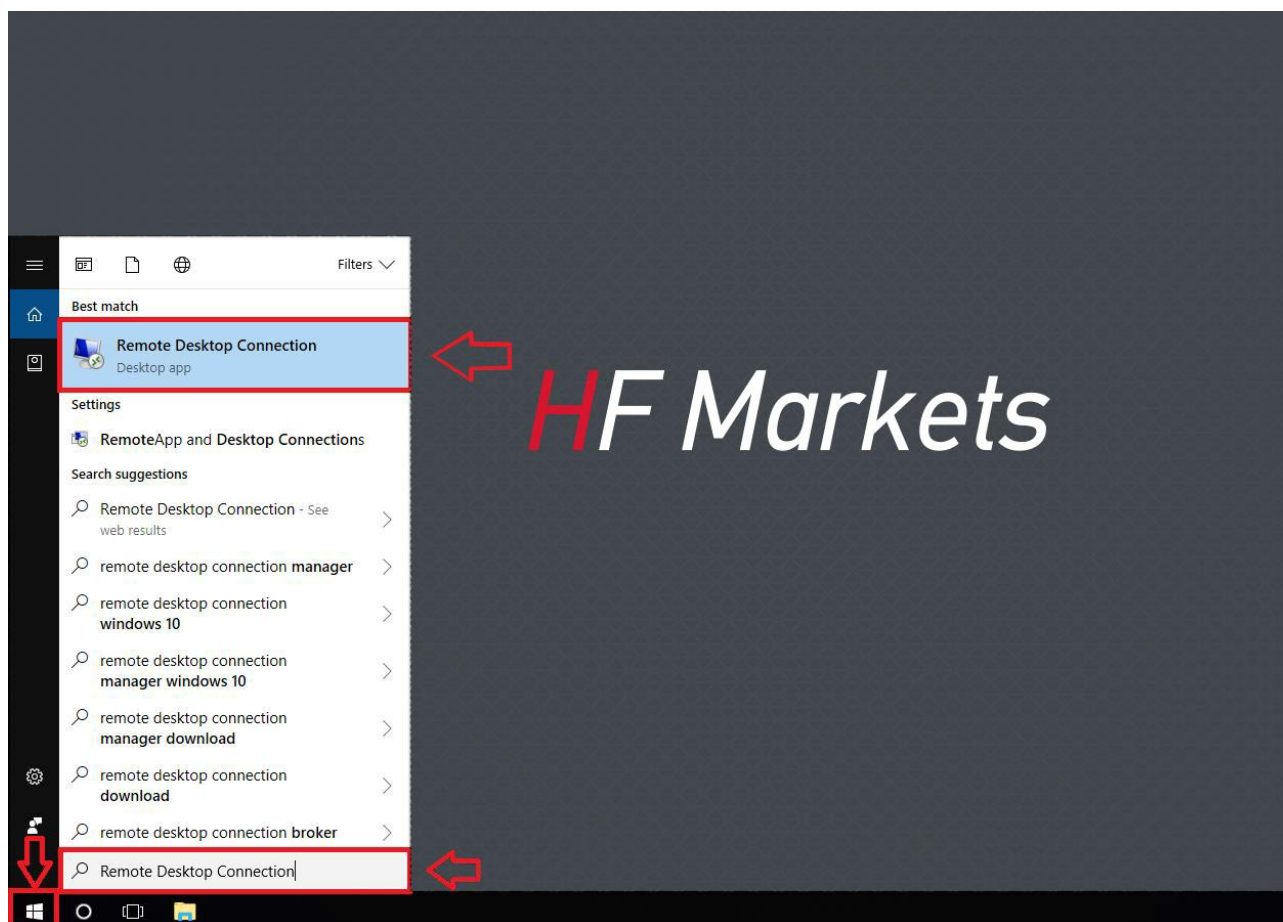 Filters
Best match
Remote Desktop Connection
Desktop app
Settings
RemoteApp and Desktop Connections
Search suggestions
Remote Desktop Connection - See
web results
remote desktop connection manager
remote desktop connection
windows 10
remote desktop connection
manager windows 10
remote desktop connection
manager download
remote desktop connection
download
remote desktop connection broker
Remote Desktop Connection
HF Markets